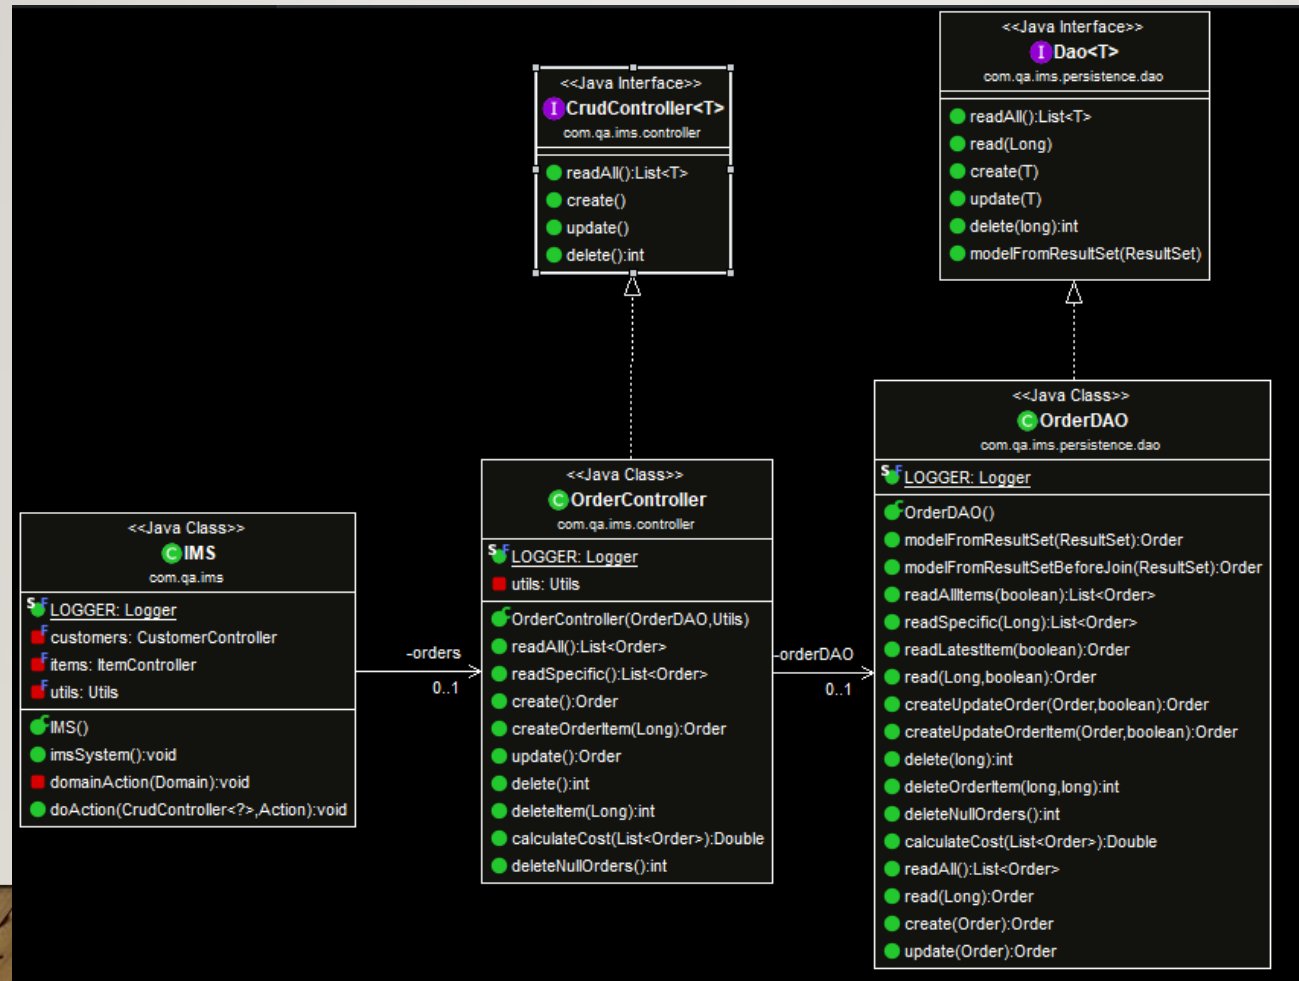 <<Java Interface>>
I Dao<T>
com.qa.ims.persistence.dao
readAll():List<T>
read(Long)
create(T)
update(T)
delete(long):int
modelFromResultSet(ResultSet)
<<Java Interface>>
I CrudController<T>
com.qa.ims.controller
readAll():List<T>
create()
update()
delete():int
<<Java Class>>
C IMS
com.qa.ims
S F LOGGER: Logger
F customers: CustomerController
F items: ItemController
F utils: Utils
C IMS()
imsSystem():void
domainAction(Domain):void
doAction(CrudController<?>,Action):void
-orders
0..1
<<Java Class>>
C OrderController
com.qa.ims.controller
S F LOGGER: Logger
utils: Utils
C OrderController(OrderDAO,Utils)
readAll():List<Order>
readSpecific():List<Order>
create():Order
createOrderItem(Long):Order
update():Order
delete():int
deleteItem(Long):int
calculateCost(List<Order>):Double
deleteNullOrders():int
-orderDAO
0..1
<<Java Class>>
C OrderDAO
com.qa.ims.persistence.dao
S F LOGGER: Logger
C OrderDAO()
modelFromResultSet(ResultSet):Order
modelFromResultSetBeforeJoin(ResultSet):Order
readAllItems(boolean):List<Order>
readSpecific(Long):List<Order>
readLatestItem(boolean):Order
read(Long,boolean):Order
createUpdateOrder(Order,boolean):Order
createUpdateOrderItem(Order,boolean):Order
delete(long):int
deleteOrderItem(long,long):int
deleteNullOrders():int
calculateCost(List<Order>):Double
readAll():List<Order>
read(Long):Order
create(Order):Order
update(Order):Order